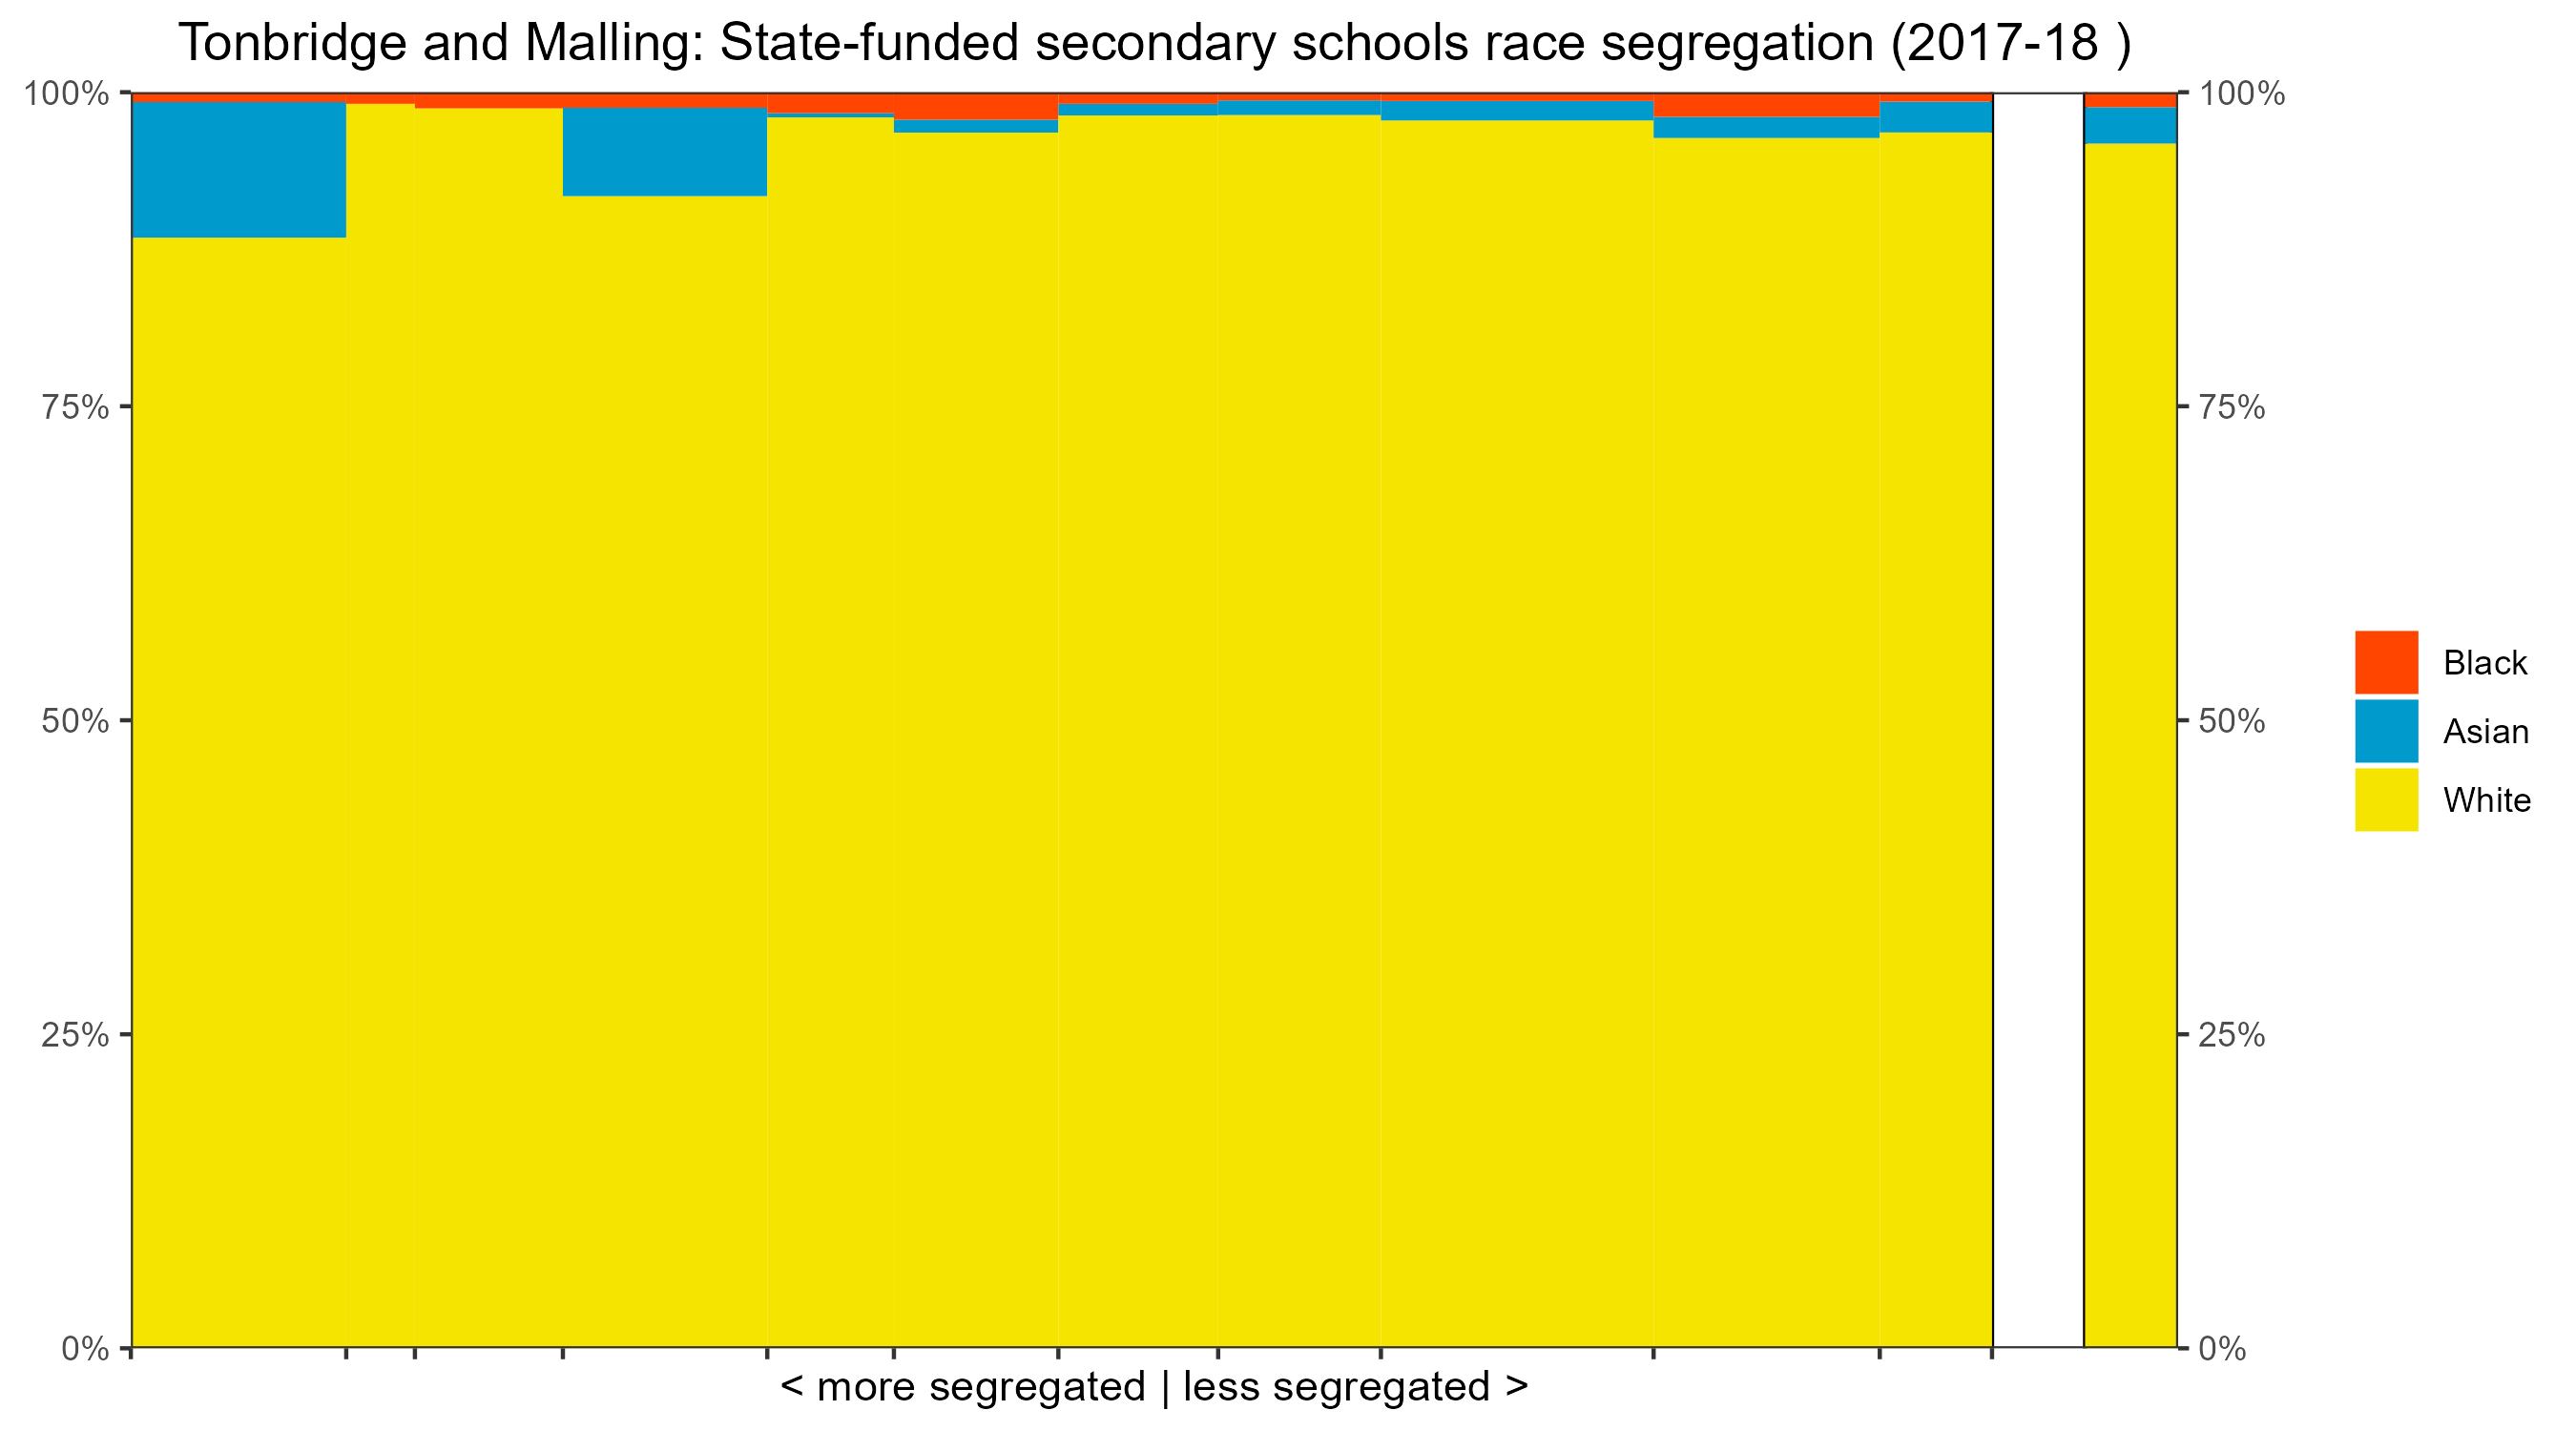 Tonbridge and Malling: State-funded secondary schools race segregation (2017-18 )
100%
75%
50%
25%
0%
100%
75%
50%
25%
0%
Black
Asian
White
< more segregated | less segregated >